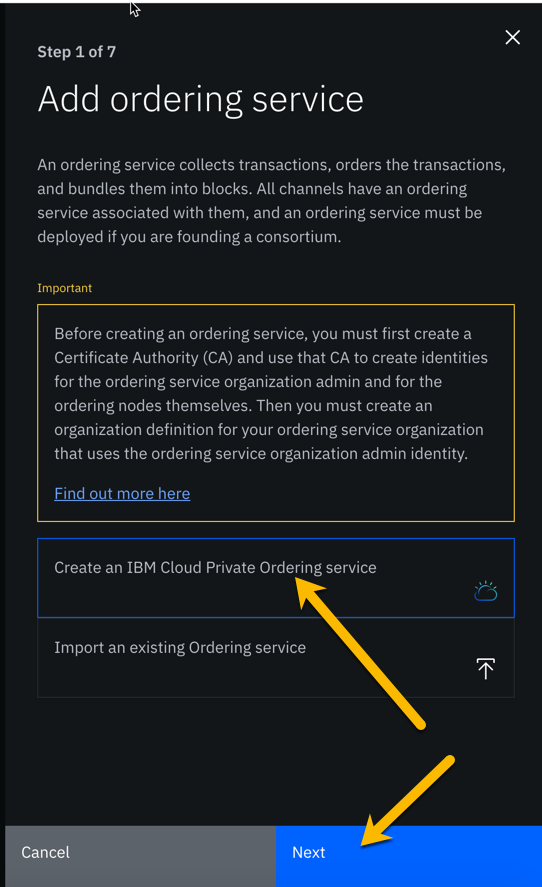 Step 1 of 7
Add ordering service
An ordering service collects transactions, orders the transactions,
and bundles them into blocks. All channels have an ordering
service associated with them, and an ordering service must be
deployed if you are founding a consortium.
Important
Before creating an ordering service, you must first create a
Certificate Authority (CA) and use that CA to create identities
for the ordering service organization admin and for the
ordering nodes themselves. Then you must create an
organization definition for your ordering service organization
that uses the ordering service organization admin identity.
Find out more here
Create an IBM Cloud Private Ordering service
Import an existing Ordering service
Cancel
Next